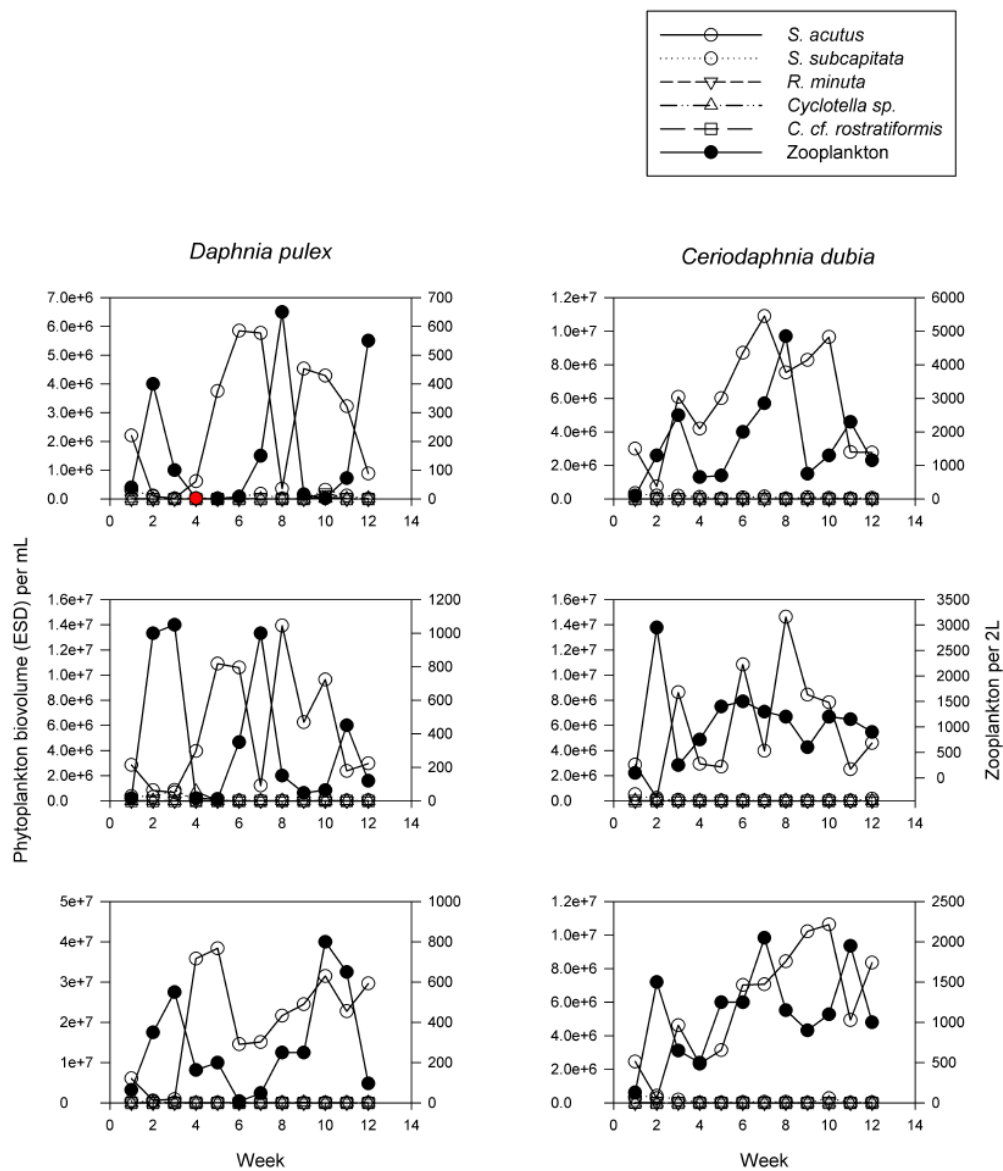 S. acutus
S. subcapitata
R. minuta
Cyclotella sp.
C. cf. rostratiformis
Zooplankton
Daphnia pulex
Ceriodaphnia dubia
Phytoplankton biovolume (ESD) per mL
Zooplankton per 2L
7.0e+6
6.0e+6
5.0e+6
4.0e+6
3.0e+6
2.0e+6
1.0e+6
0.0
700
600
500
400
300
200
100
0
0 2 4 6 8 10 12 14
1.2e+7
1.0e+7
8.0e+6
6.0e+6
4.0e+6
2.0e+6
0.0
6000
5000
4000
3000
2000
1000
0
0 2 4 6 8 10 12 14
1.6e+7
1.4e+7
1.2e+7
1.0e+7
8.0e+6
6.0e+6
4.0e+6
2.0e+6
0.0
1200
1000
800
600
400
200
0
0 2 4 6 8 10 12 14
1.6e+7
1.4e+7
1.2e+7
1.0e+7
8.0e+6
6.0e+6
4.0e+6
2.0e+6
0.0
3500
3000
2500
2000
1500
1000
500
0
0 2 4 6 8 10 12 14
5e+7
4e+7
3e+7
2e+7
1e+7
0
1000
800
600
400
200
0
0 2 4 6 8 10 12 14
Week
1.2e+7
1.0e+7
8.0e+6
6.0e+6
4.0e+6
2.0e+6
0.0
2500
2000
1500
1000
500
0
0 2 4 6 8 10 12 14
Week